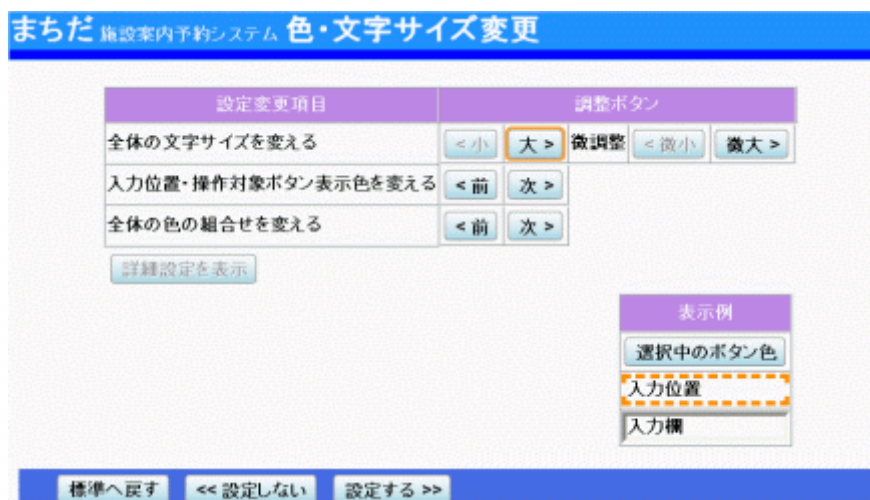 まちだ 施設案内予約システム 色・文字サイズ変更
設定変更項目 調整ボタン
全体の文字サイズを変える <小 大> 微調整 <微小 微大>
入力位置・操作対象ボタン表示色を変える <前 次>
全体の色の組合せを変える <前 次>
詳細設定を表示
表示例
選択中のボタン色
入力位置
入力欄
標準へ戻す << 設定しない 設定する >>